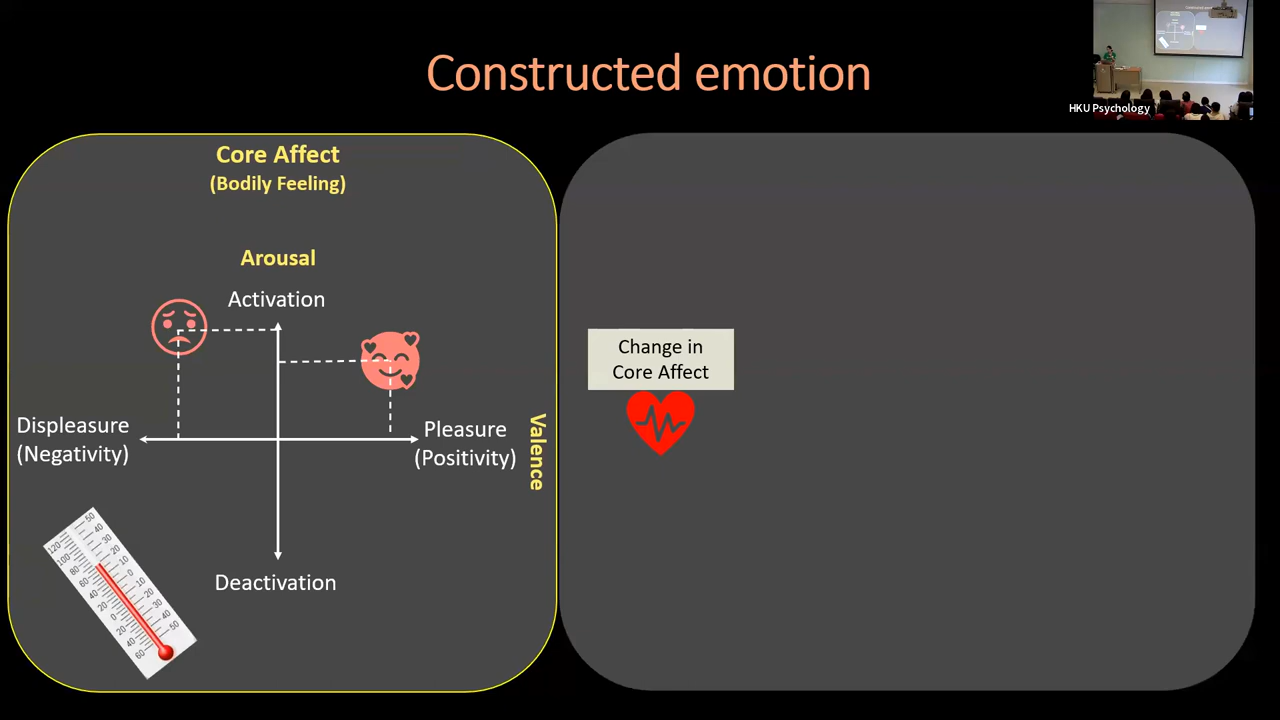 Constructed emotion
HKU Psychology
Core Affect
(Bodily Feeling)
Arousal
Activation
Displeasure
(Negativity)
Pleasure
(Positivity)
Valence
Deactivation
Change in
Core Affect